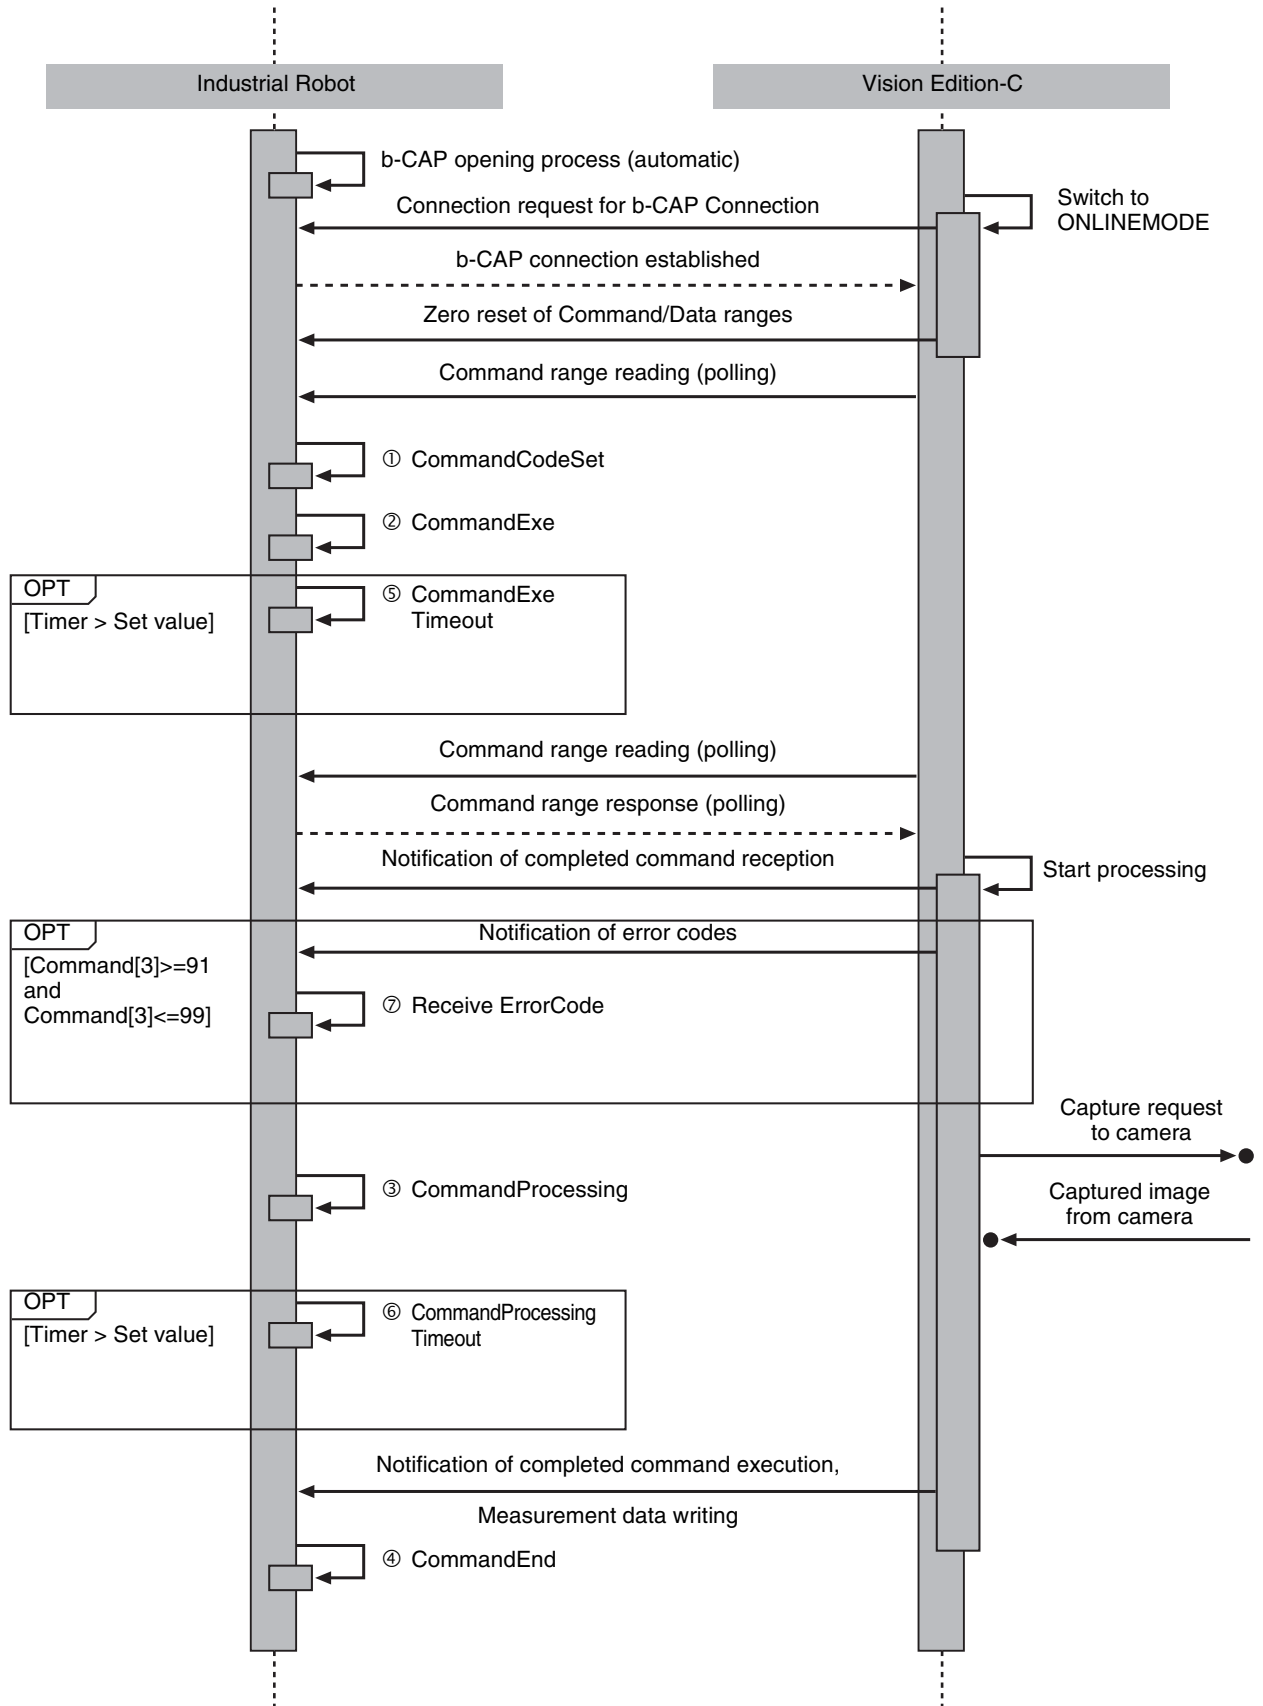 Industrial Robot
Vision Edition-C
b-CAP opening process (automatic)
Switch to
ONLINEMODE
Connection request for b-CAP Connection
b-CAP connection established
Zero reset of Command/Data ranges
Command range reading (polling)
① CommandCodeSet
② CommandExe
OPT
[Timer > Set value]
⑤ CommandExe
Timeout
Command range reading (polling)
Command range response (polling)
Notification of completed command reception
Start processing
OPT
[Command[3]>=91
and
Command[3]<=99]
Notification of error codes
⑦ Receive ErrorCode
Capture request
to camera
③ CommandProcessing
Captured image
from camera
OPT
[Timer > Set value]
⑥ CommandProcessing
Timeout
Notification of completed command execution,
Measurement data writing
④ CommandEnd